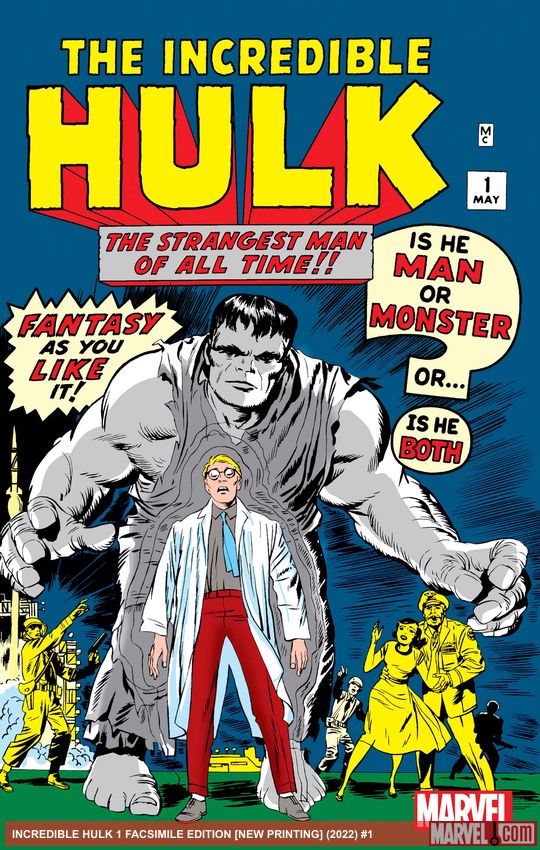 THE INCREDIBLE
HULK
M
C
1
MAY
THE STRANGEST MAN
OF ALL TIME!!
IS HE
MAN
OR
MONSTER
OR...
IS HE
BOTH
FANTASY
AS YOU
LIKE
IT!
MARVEL
MARVEL.com
INCREDIBLE HULK 1 FACSIMILE EDITION [NEW PRINTING] (2022) #1